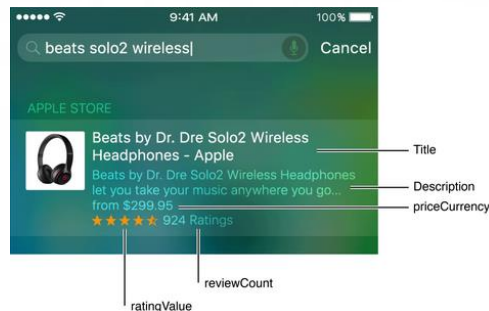 9:41 AM 100%
beats solo2 wireless Cancel
APPLE STORE
Beats by Dr. Dre Solo2 Wireless
Headphones - Apple
Title
Beats by Dr. Dre Solo2 Wireless Headphones
let you take your music anywhere you go...
Description
from $299.95
priceCurrency
924 Ratings
reviewCount
ratingValue